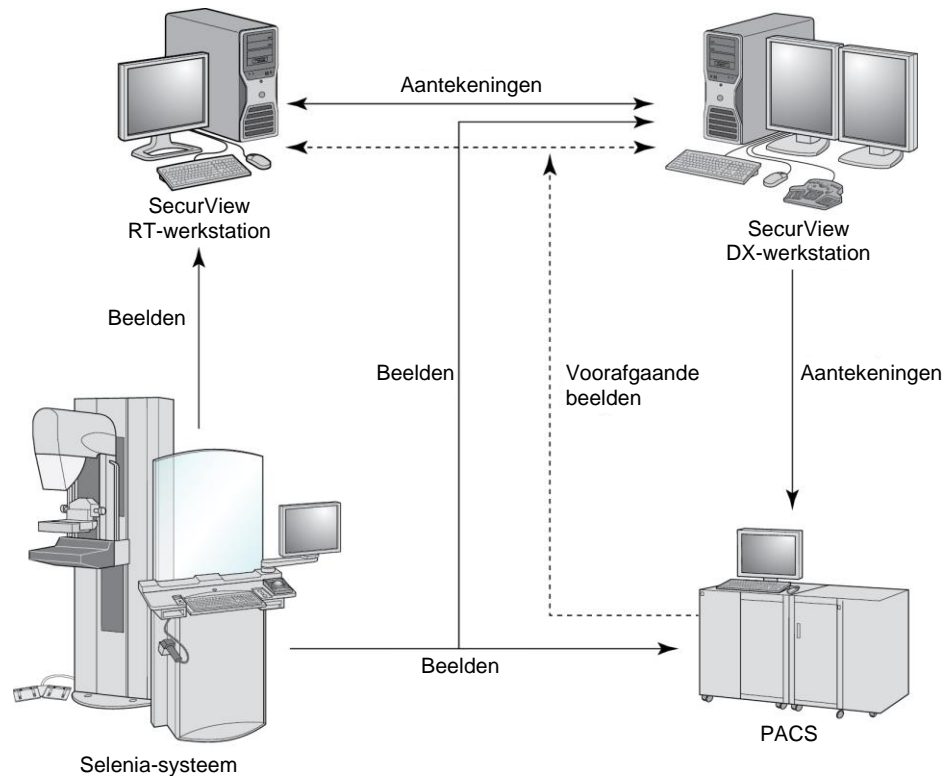 Aantekeningen
SecurView
RT-werkstation
SecurView
DX-werkstation
Beelden
Beelden
Voorafgaande
beelden
Aantekeningen
Beelden
PACS
Selenia-systeem